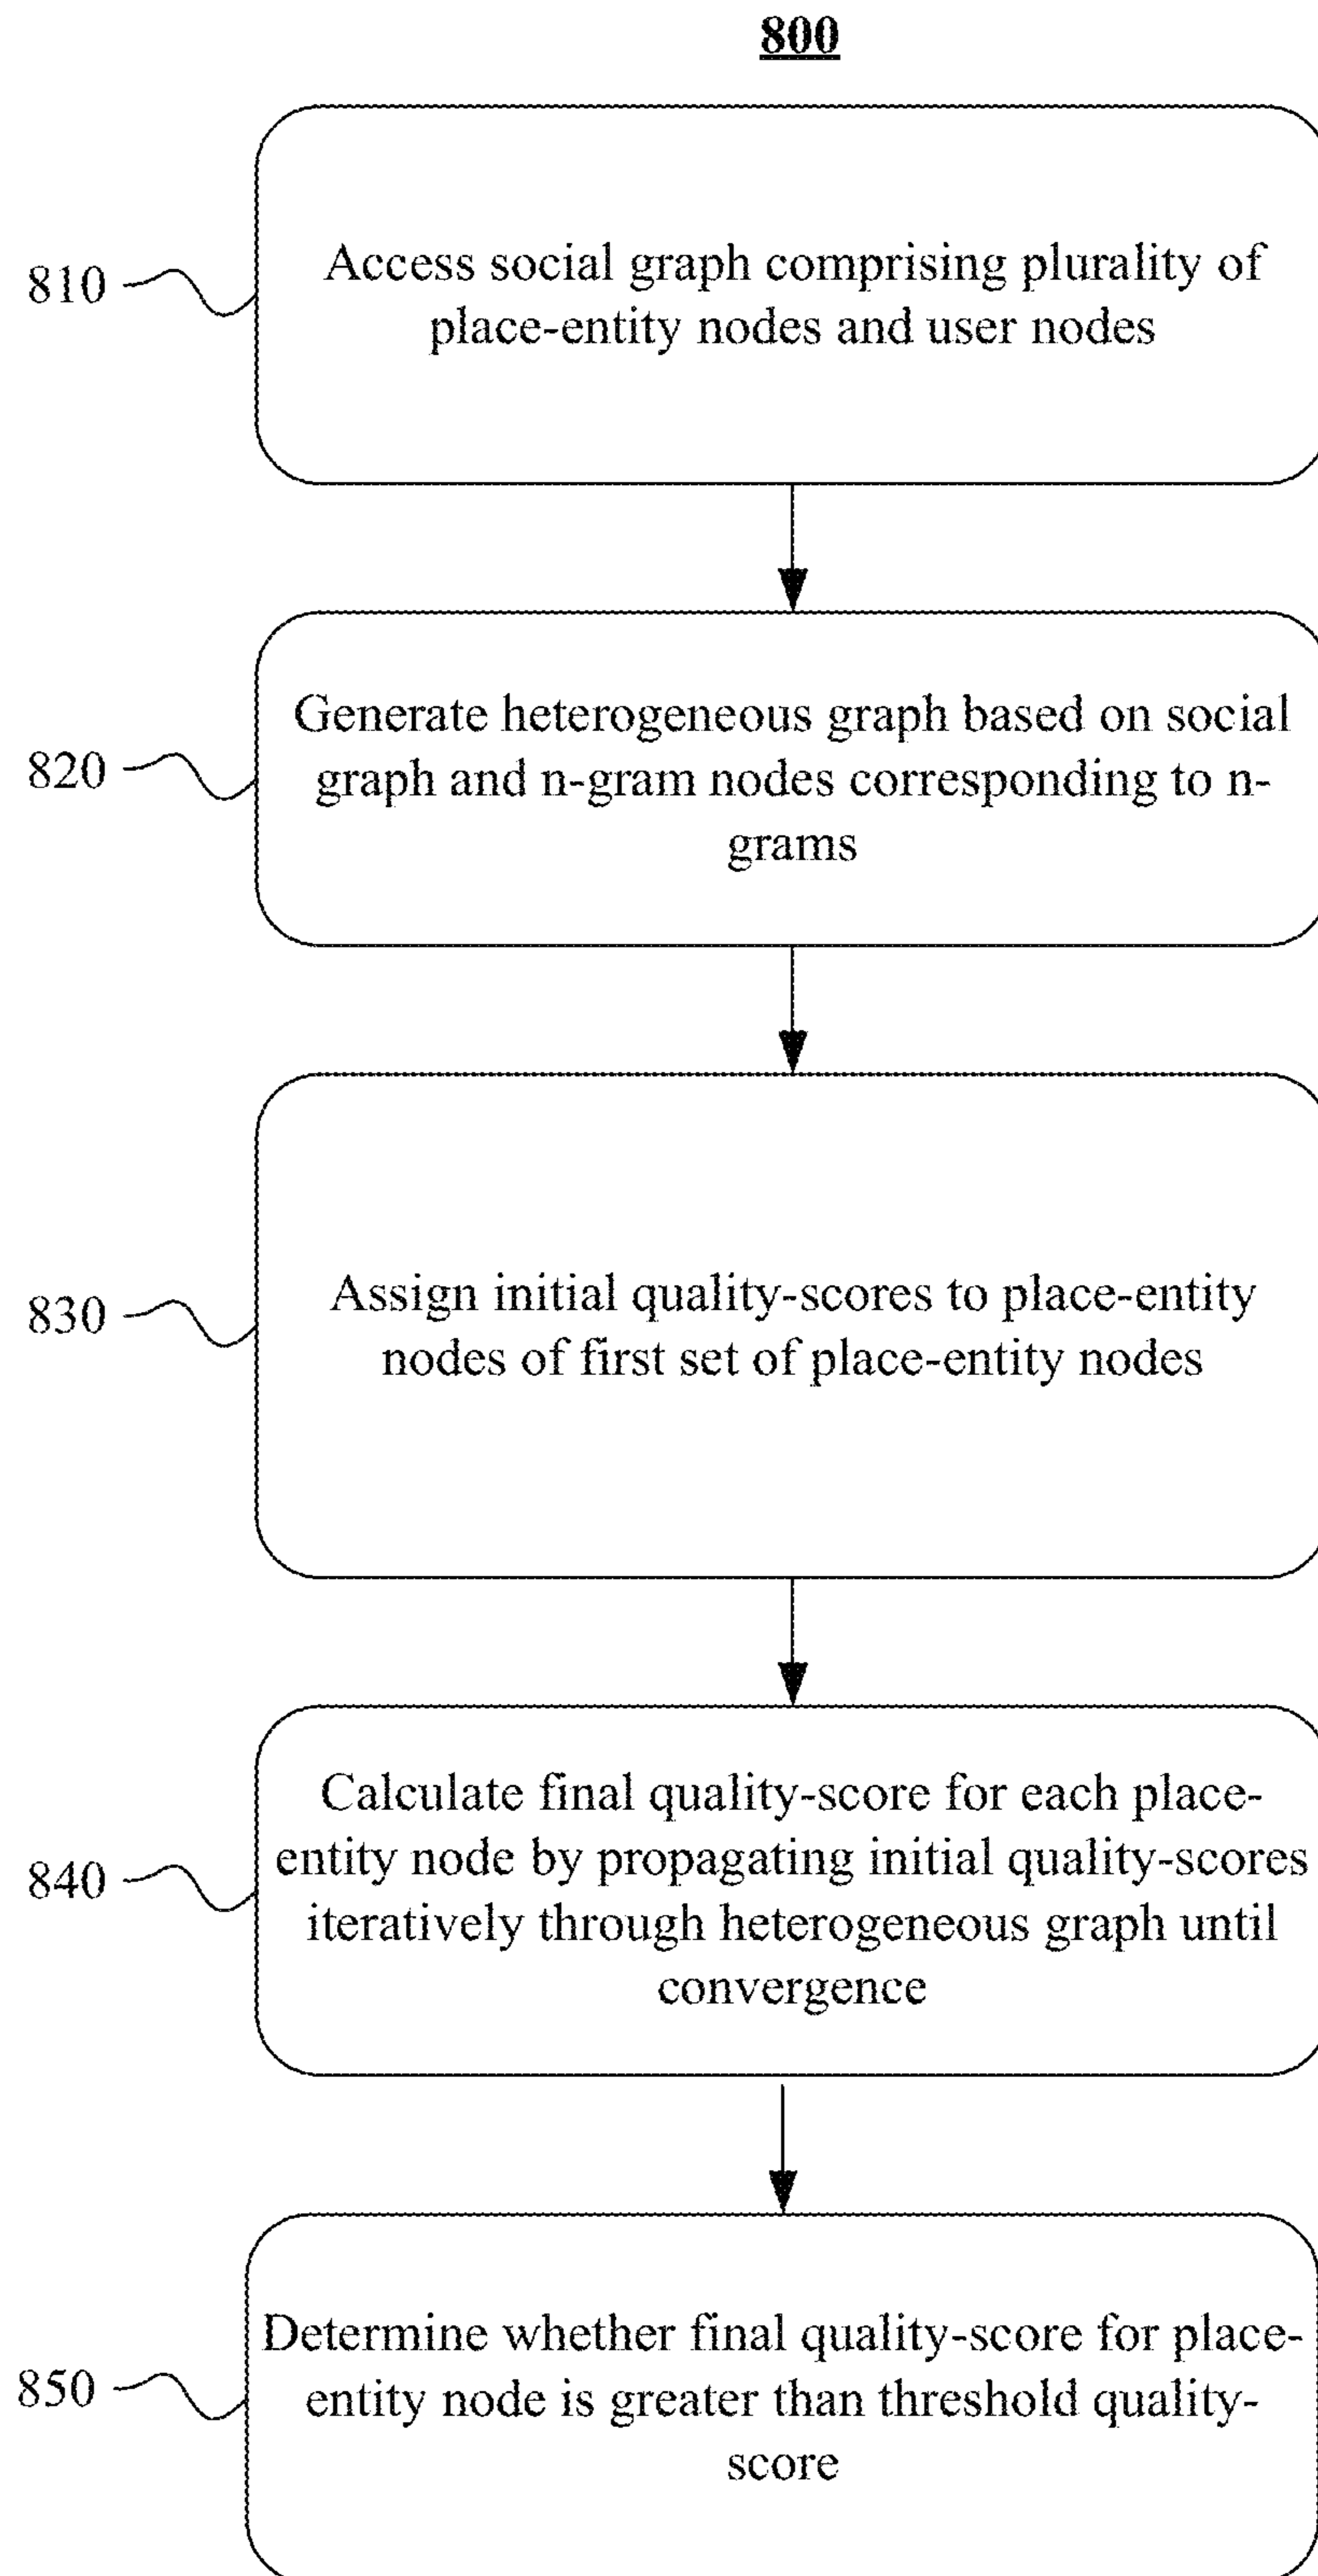 800
810
Access social graph comprising plurality of
place-entity nodes and user nodes
820
Generate heterogeneous graph based on social
graph and n-gram nodes corresponding to n-
grams
830
Assign initial quality-scores to place-entity
nodes of first set of place-entity nodes
840
Calculate final quality-score for each place-
entity node by propagating initial quality-scores
iteratively through heterogeneous graph until
convergence
850
Determine whether final quality-score for place-
entity node is greater than threshold quality-
score